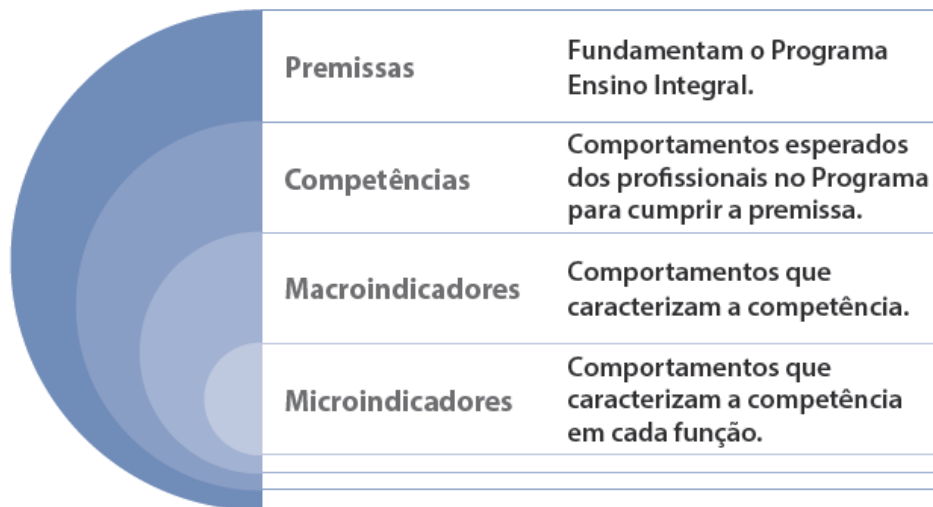 Premissas
Fundamentam o Programa
Ensino Integral.
Competências
Comportamentos esperados
dos profissionais no Programa
para cumprir a premissa.
Macroindicadores
Comportamentos que
caracterizam a competência.
Microindicadores
Comportamentos que
caracterizam a competência
em cada função.